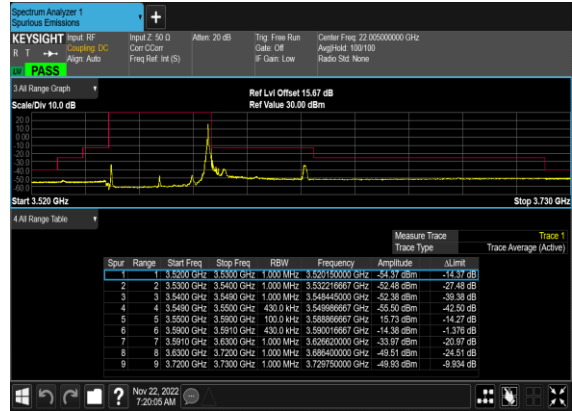 Spectrum Analyzer 1
Spurious Emissions
KEYSIGHT Input: RF Input Z: 50 Ω Atten: 20 dB Trig: Free Run Center Freq: 22.005000000 GHz
R T Coupling: DC Corr CCorr Gate: Off Avg|Hold: 100/100
Align: Auto Freq Ref: Int (S) IF Gain: Low Radio Std: None
PASS
3 All Range Graph
Ref Lvl Offset 15.67 dB
Scale/Div 10.0 dB Ref Value 30.00 dBm
20.0
10.0
0.00
-10.0
-20.0
-30.0
-40.0
-50.0
-60.0
Start 3.520 GHz Stop 3.730 GHz
4 All Range Table
Measure Trace Trace 1
Trace Type Trace Average (Active)
Spur Range Start Freq Stop Freq RBW Frequency Amplitude ΔLimit
1 1 3.5200 GHz 3.5300 GHz 1.000 MHz 3.520150000 GHz -54.37 dBm -14.37 dB
2 2 3.5300 GHz 3.5400 GHz 1.000 MHz 3.532216667 GHz -52.48 dBm -27.48 dB
3 3 3.5400 GHz 3.5490 GHz 1.000 MHz 3.548445000 GHz -52.38 dBm -39.38 dB
4 4 3.5490 GHz 3.5500 GHz 430.0 kHz 3.549986667 GHz -55.50 dBm -42.50 dB
5 5 3.5500 GHz 3.5900 GHz 100.0 kHz 3.588866667 GHz 15.73 dBm -14.27 dB
6 6 3.5900 GHz 3.5910 GHz 430.0 kHz 3.590016667 GHz -14.38 dBm -1.376 dB
7 7 3.5910 GHz 3.6300 GHz 1.000 MHz 3.626620000 GHz -33.97 dBm -20.97 dB
8 8 3.6300 GHz 3.7200 GHz 1.000 MHz 3.686400000 GHz -49.51 dBm -24.51 dB
9 9 3.7200 GHz 3.7300 GHz 1.000 MHz 3.729750000 GHz -49.93 dBm -9.934 dB
Nov 22, 2022
7:20:05 AM